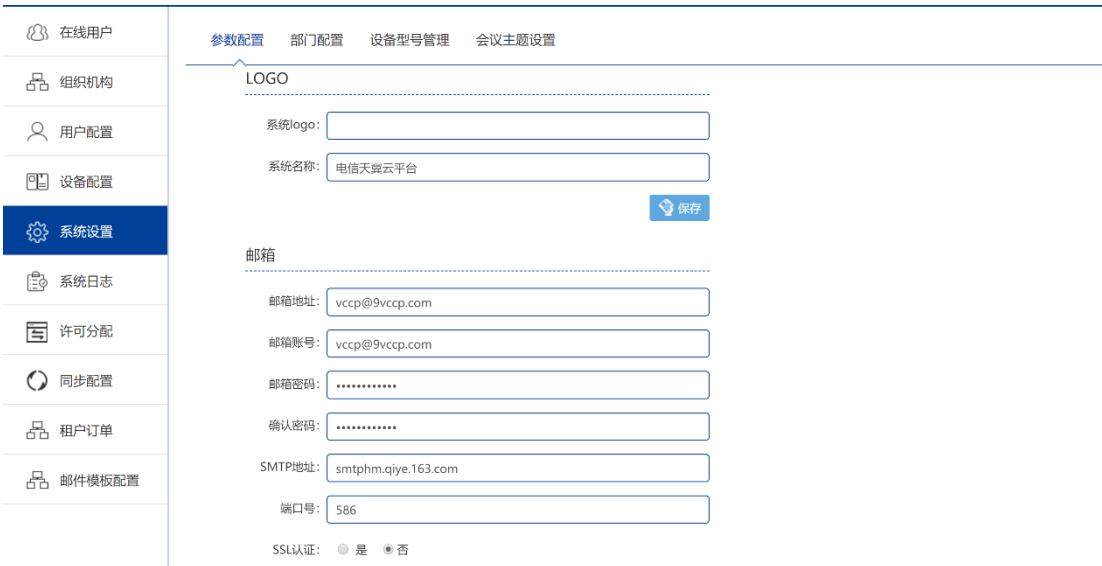 在线用户
组织机构
用户配置
设备配置
系统设置
系统日志
许可分配
同步配置
租户订单
邮件模板配置
参数配置 部门配置 设备型号管理 会议主题设置
LOGO
系统logo:
系统名称: 电信天翼云平台
保存
邮箱
邮箱地址: vccp@9vccp.com
邮箱账号: vccp@9vccp.com
邮箱密码: ••••••••••••
确认密码: ••••••••••••
SMTP地址: smtphm.qiye.163.com
端口号: 586
SSL认证: 是 否